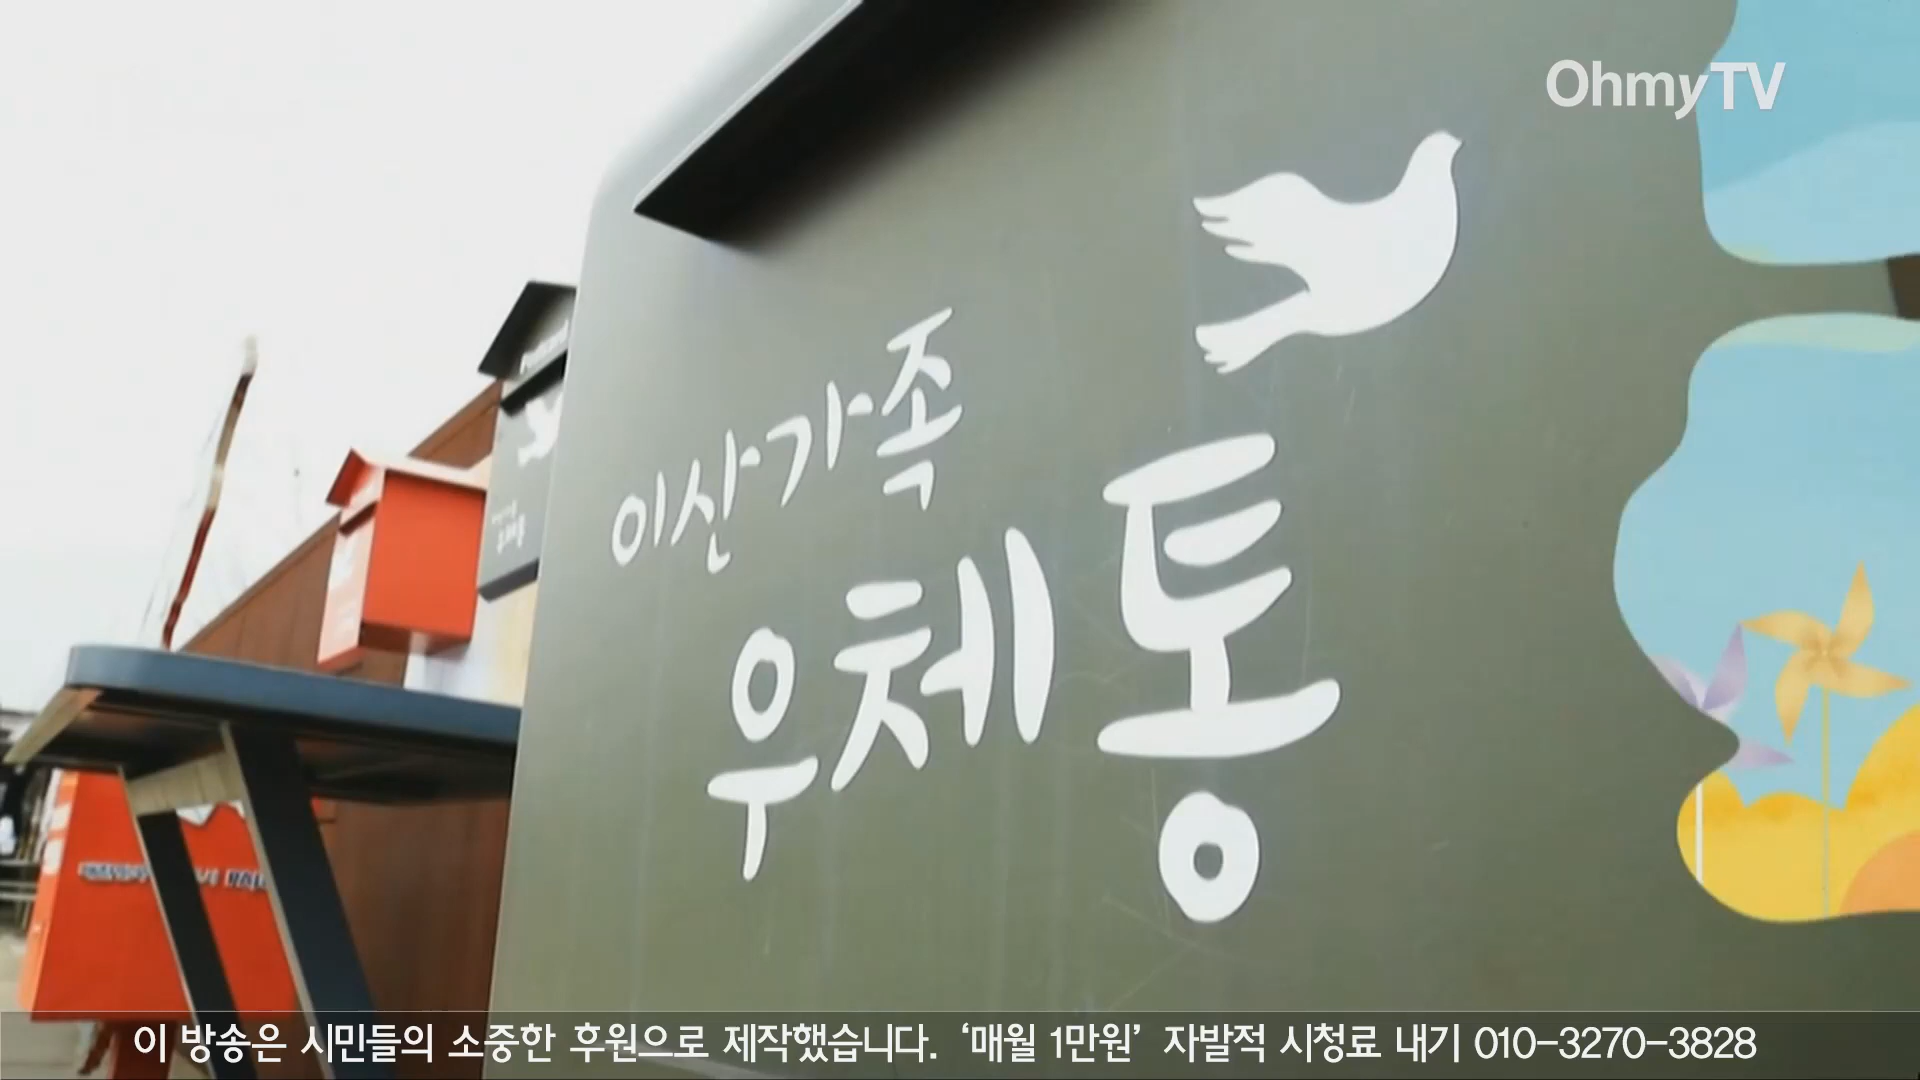 OhmyTV
이산가족
우체통
이 방송은 시민들의 소중한 후원으로 제작했습니다. ‘매월 1만원’ 자발적 시청료 내기 010-3270-3828